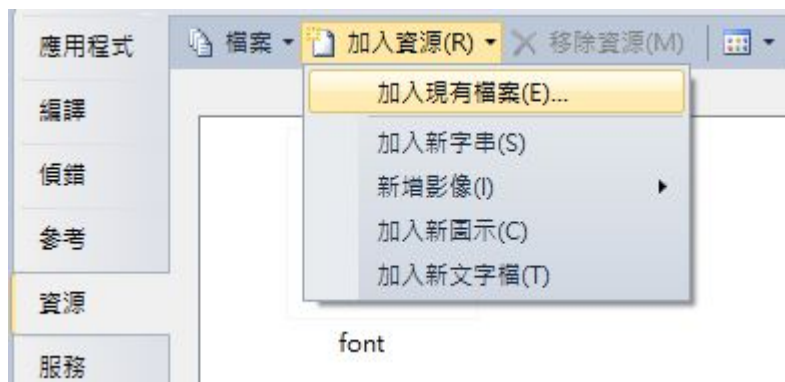 應用程式
編譯
偵錯
參考
資源
服務
檔案
加入資源(R)
移除資源(M)
加入現有檔案(E)...
加入新字串(S)
新增影像(I)
加入新圖示(C)
加入新文字檔(T)
font